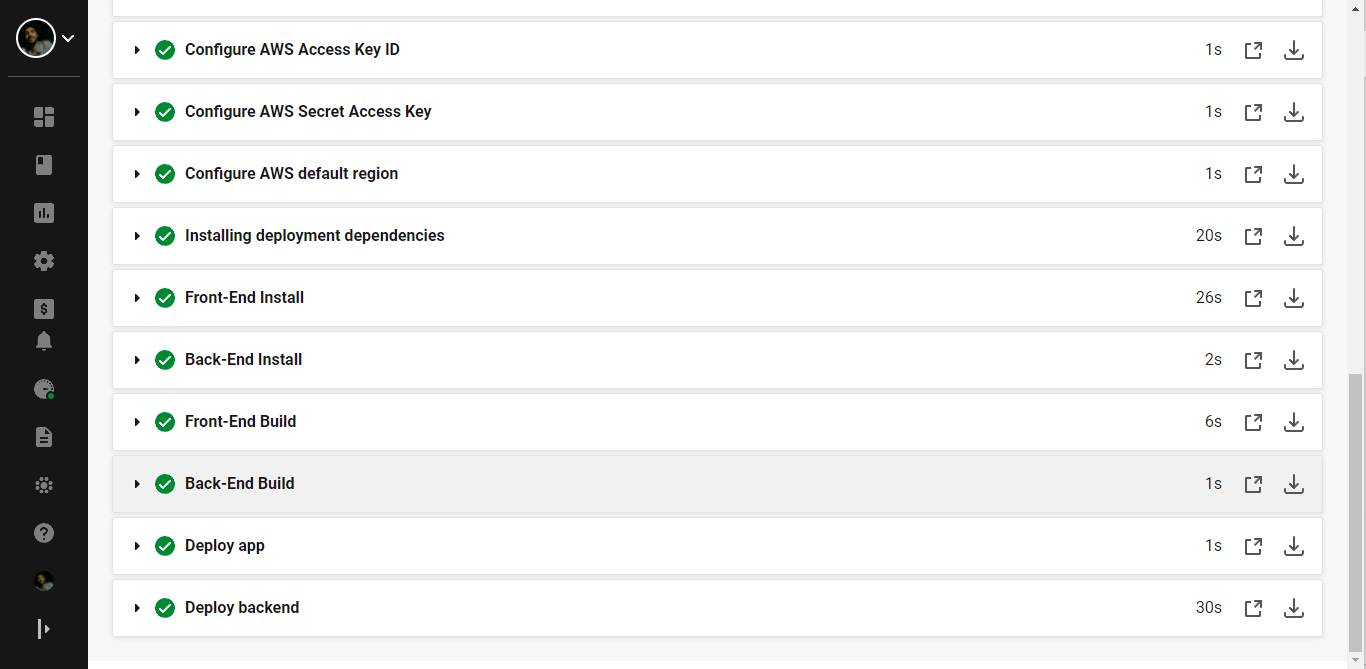 Configure AWS Access Key ID 1s
Configure AWS Secret Access Key 1s
Configure AWS default region 1s
Installing deployment dependencies 20s
Front-End Install 26s
Back-End Install 2s
Front-End Build 6s
Back-End Build 1s
Deploy app 1s
Deploy backend 30s